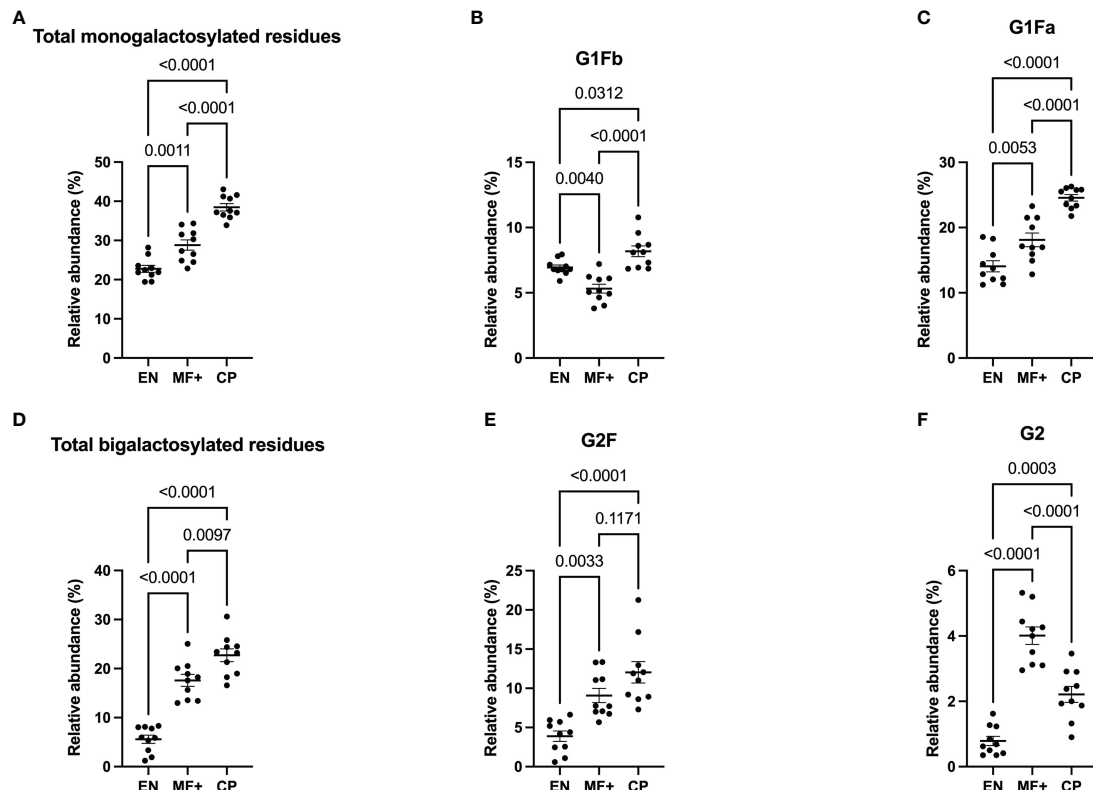 A
Total monogalactosylated residues
<0.0001
<0.0001
0.0011
Relative abundance (%)
50
40
30
20
10
0
EN MF+ CP
B
G1Fb
0.0312
<0.0001
0.0040
Relative abundance (%)
15
10
5
0
EN MF+ CP
C
G1Fa
<0.0001
<0.0001
0.0053
Relative abundance (%)
30
20
10
0
EN MF+ CP
D
Total bigalactosylated residues
<0.0001
0.0097
<0.0001
Relative abundance (%)
40
30
20
10
0
EN MF+ CP
E
G2F
<0.0001
0.1171
0.0033
Relative abundance (%)
25
20
15
10
5
0
EN MF+ CP
F
G2
0.0003
<0.0001
<0.0001
Relative abundance (%)
6
4
2
0
EN MF+ CP